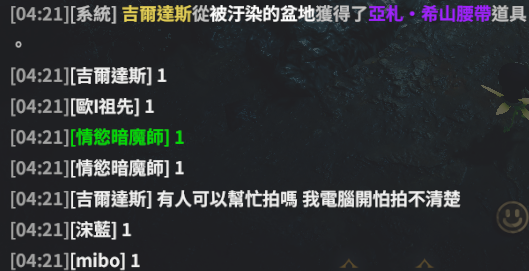 [04:21][系統] 吉爾達斯從被汙染的盆地獲得了亞札·希山腰帶道具
。
[04:21][吉爾達斯] 1
[04:21][歐I祖先] 1
[04:21][情慾暗魔師] 1
[04:21][情慾暗魔師] 1
[04:21][吉爾達斯] 有人可以幫忙拍嗎 我電腦開怕拍不清楚
[04:21][淶藍] 1
[04:21][mibo] 1